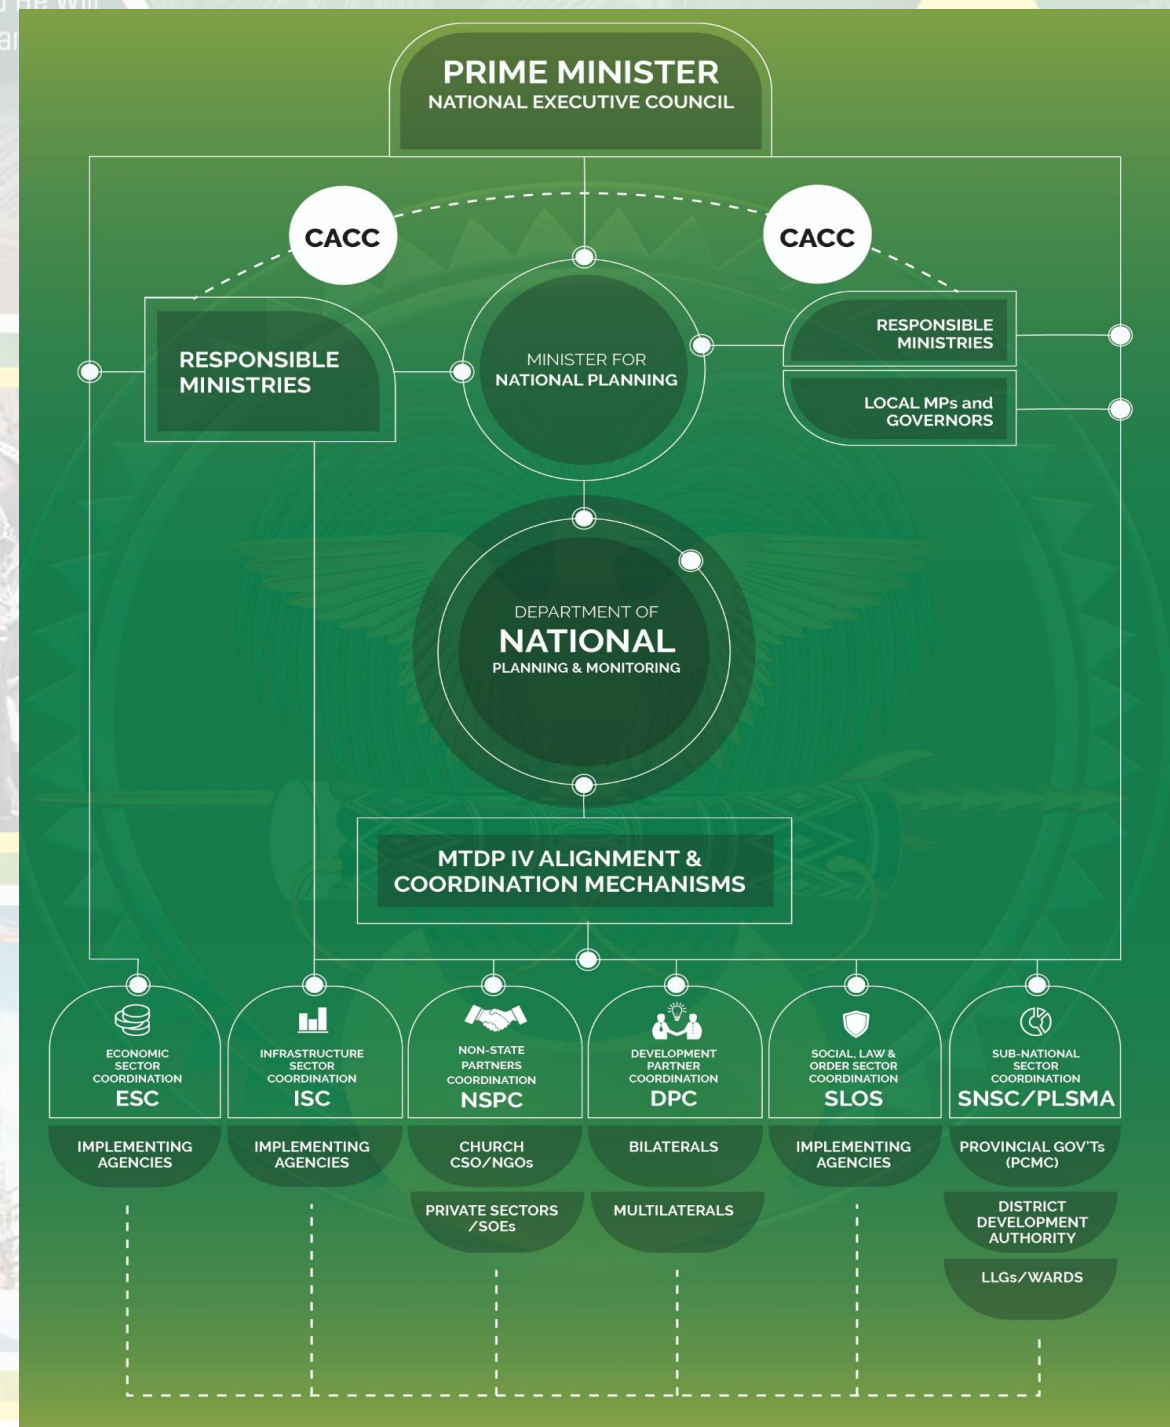 He Will
PRIME MINISTER
NATIONAL EXECUTIVE COUNCIL
CACC
CACC
RESPONSIBLE
MINISTRIES
MINISTER FOR
NATIONAL PLANNING
RESPONSIBLE
MINISTRIES
LOCAL MPs and
GOVERNORS
DEPARTMENT OF
NATIONAL
PLANNING & MONITORING
MTDP IV ALIGNMENT &
COORDINATION MECHANISMS
ECONOMIC
SECTOR
COORDINATION
ESC
IMPLEMENTING
AGENCIES
INFRASTRUCTURE
SECTOR
COORDINATION
ISC
IMPLEMENTING
AGENCIES
NON-STATE
PARTNERS
COORDINATION
NSPC
CHURCH
CSO/NGOs
PRIVATE SECTORS
/SOEs
DEVELOPMENT
PARTNER
COORDINATION
DPC
BILATERALS
MULTILATERALS
SOCIAL, LAW &
ORDER SECTOR
COORDINATION
SLOS
IMPLEMENTING
AGENCIES
SUB-NATIONAL
SECTOR
COORDINATION
SNSC/PLSMA
PROVINCIAL GOV'Ts
(PCMC)
DISTRICT
DEVELOPMENT
AUTHORITY
LLGs/WARDS